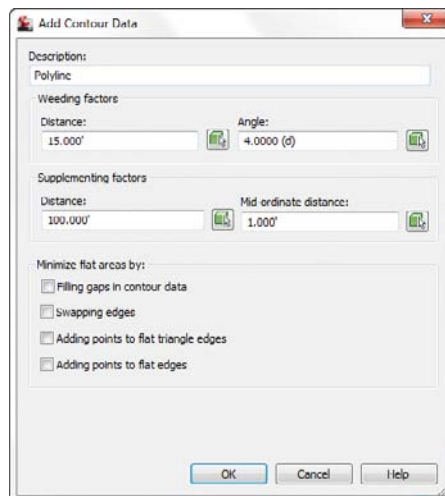 Add Contour Data
Description:
Polyline
Weeding factors
Distance: Angle:
15.000' 4.0000 (d)
Supplementing factors
Distance: Mid-ordinate distance:
100.000' 1.000'
Minimize flat areas by:
Filling gaps in contour data
Swapping edges
Adding points to flat triangle edges
Adding points to flat edges
OK Cancel Help